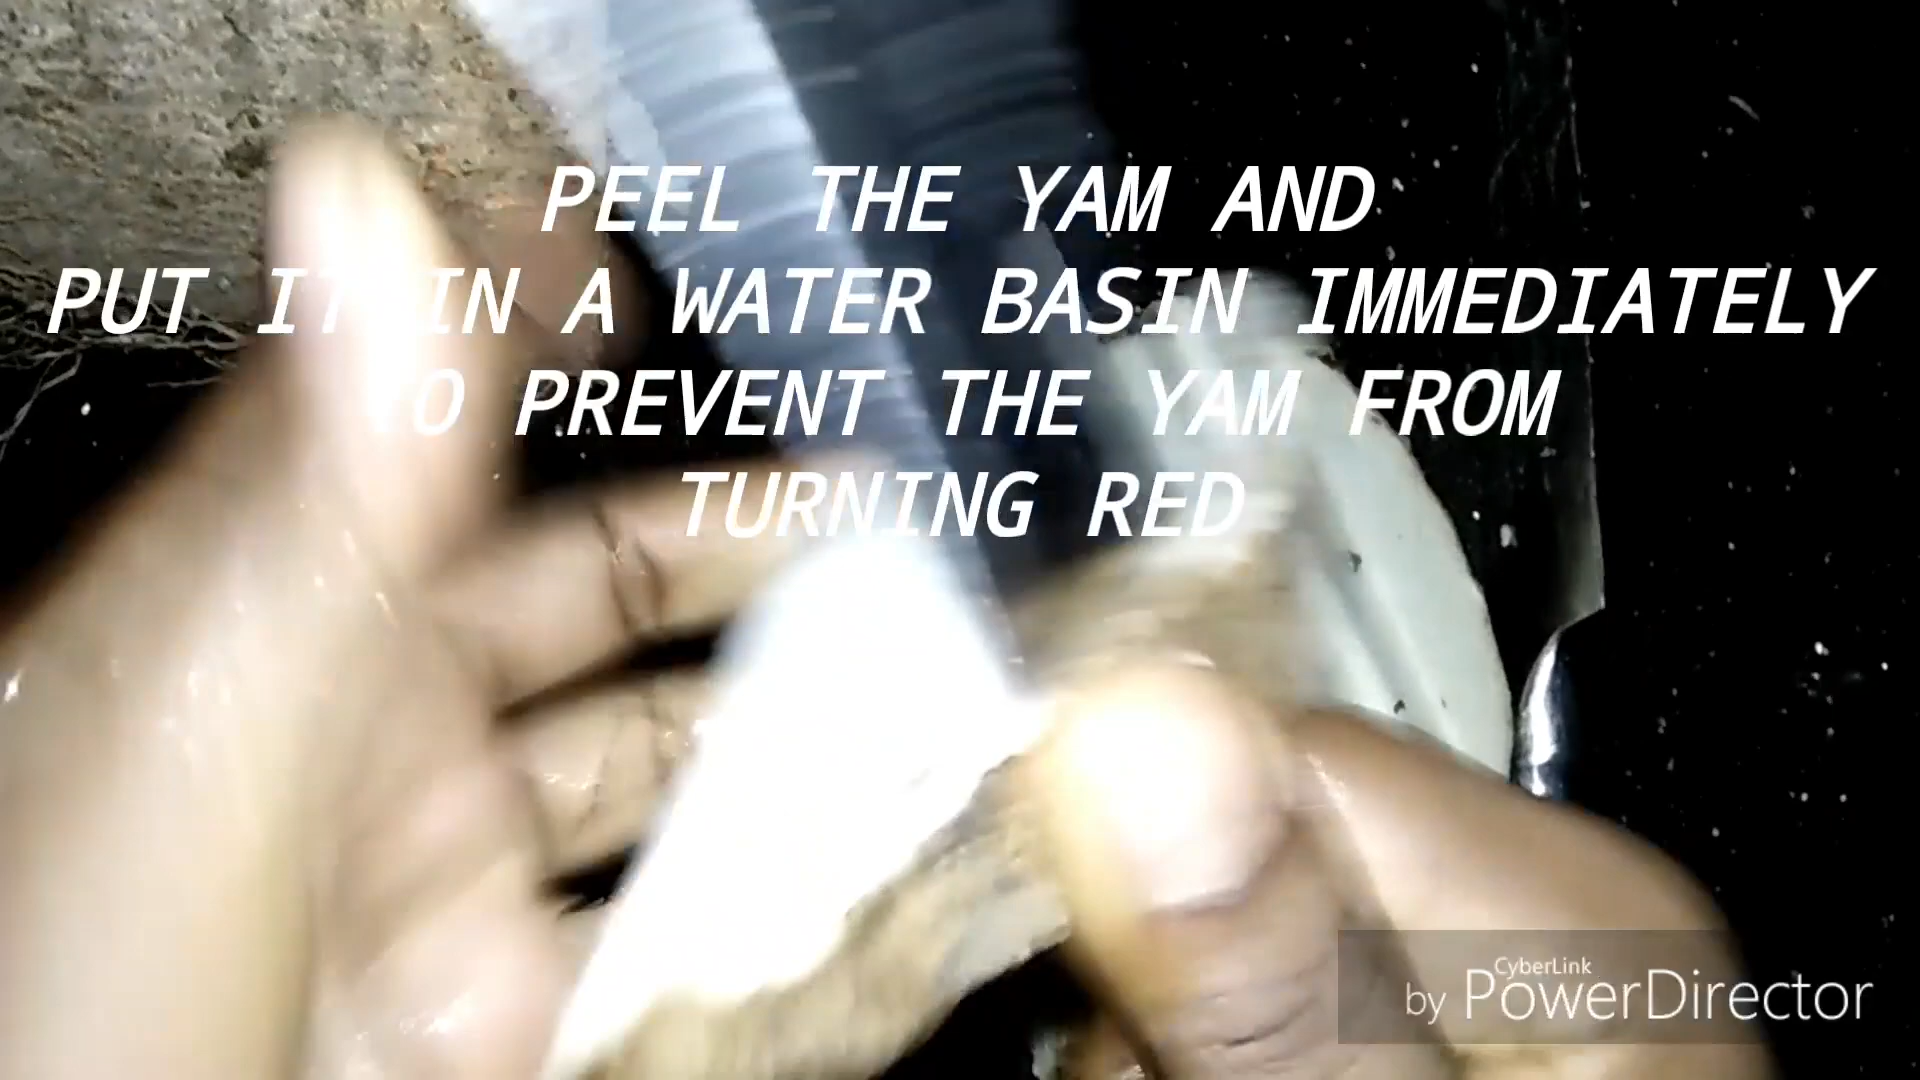 PEEL THE YAM AND
PUT IT IN A WATER BASIN IMMEDIATELY
TO PREVENT THE YAM FROM
TURNING RED
CyberLink
by PowerDirector